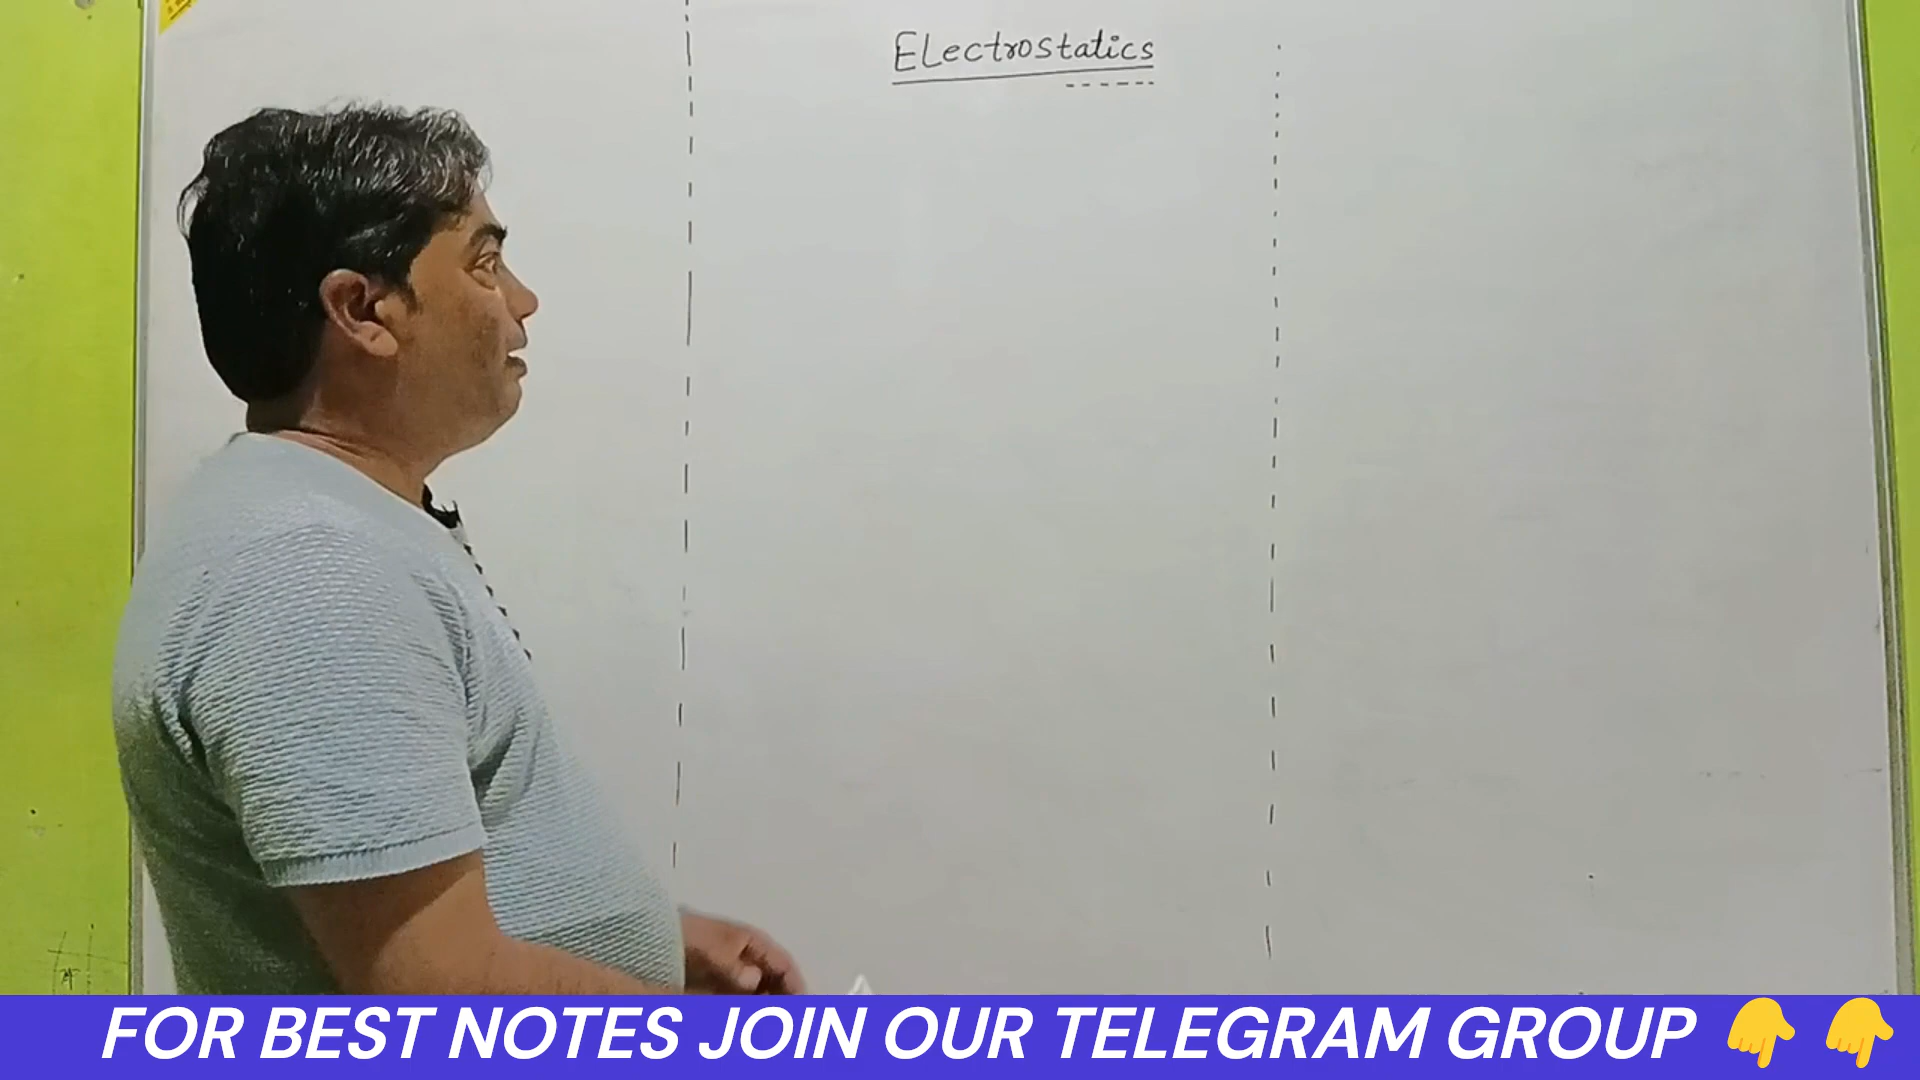 Electrostatics
FOR BEST NOTES JOIN OUR TELEGRAM GROUP 👇 👇